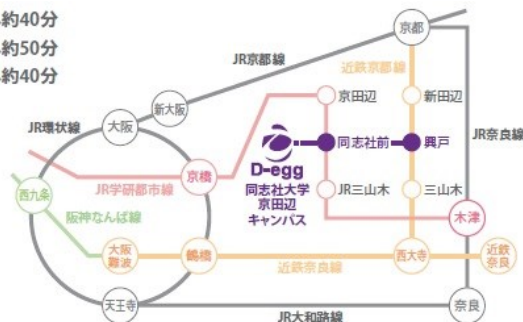 約40分
約50分
約40分
京都
JR京都線
近鉄京都線
新大阪
京田辺
新田辺
JR環状線
大阪
JR奈良線
D-egg
同志社前
興戸
京橋
JR学研都市線
同志社大学
京田辺
キャンパス
JR三山木
三山木
西九条
阪神なんば線
木津
大阪
難波
鶴橋
近鉄奈良線
西大寺
近鉄
奈良
天王寺
JR大和路線
奈良